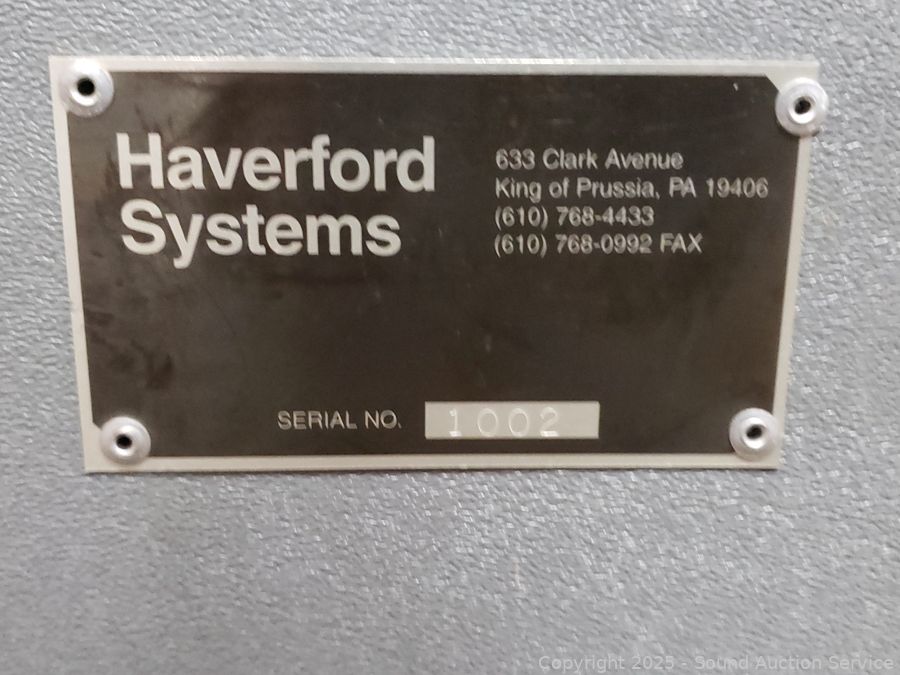 Haverford
Systems
633 Clark Avenue
King of Prussia, PA 19406
(610) 768-4433
(610) 768-0992 FAX
SERIAL NO. 1002
Copyright 2025 - Sound Auction Service